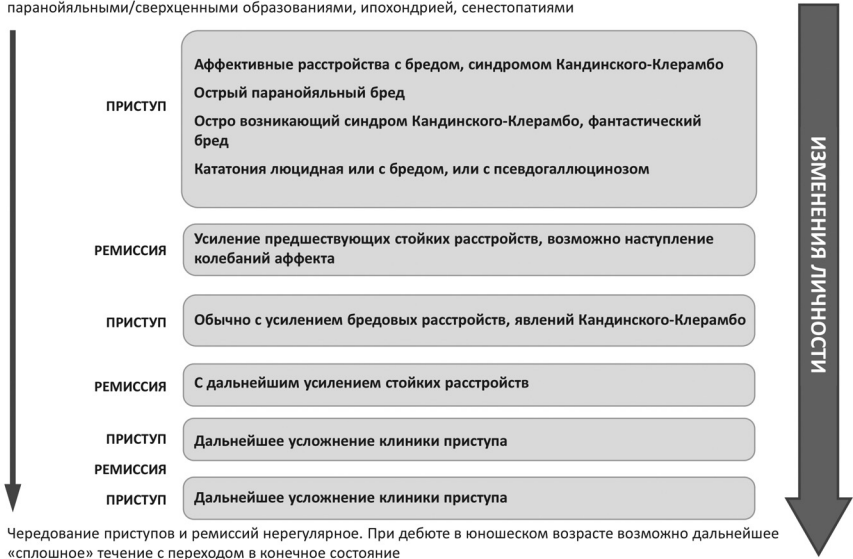 паранойяльными/сверхценными образованиями, ипохондрией, сенестопатиями
ПРИСТУП
Аффективные расстройства с бредом, синдромом Кандинского-Клерамбо
Острый паранойяльный бред
Остро возникающий синдром Кандинского-Клерамбо, фантастический
бред
Кататония люцидная или с бредом, или с псевдогаллюцинозом
РЕМИССИЯ
Усиление предшествующих стойких расстройств, возможно наступление
колебаний аффекта
ПРИСТУП
Обычно с усилением бредовых расстройств, явлений Кандинского-Клерамбо
РЕМИССИЯ
С дальнейшим усилением стойких расстройств
ПРИСТУП
Дальнейшее усложнение клиники приступа
РЕМИССИЯ
ПРИСТУП
Дальнейшее усложнение клиники приступа
ИЗМЕНЕНИЯ ЛИЧНОСТИ
Чередование приступов и ремиссий нерегулярное. При дебюте в юношеском возрасте возможно дальнейшее
«сплошное» течение с переходом в конечное состояние